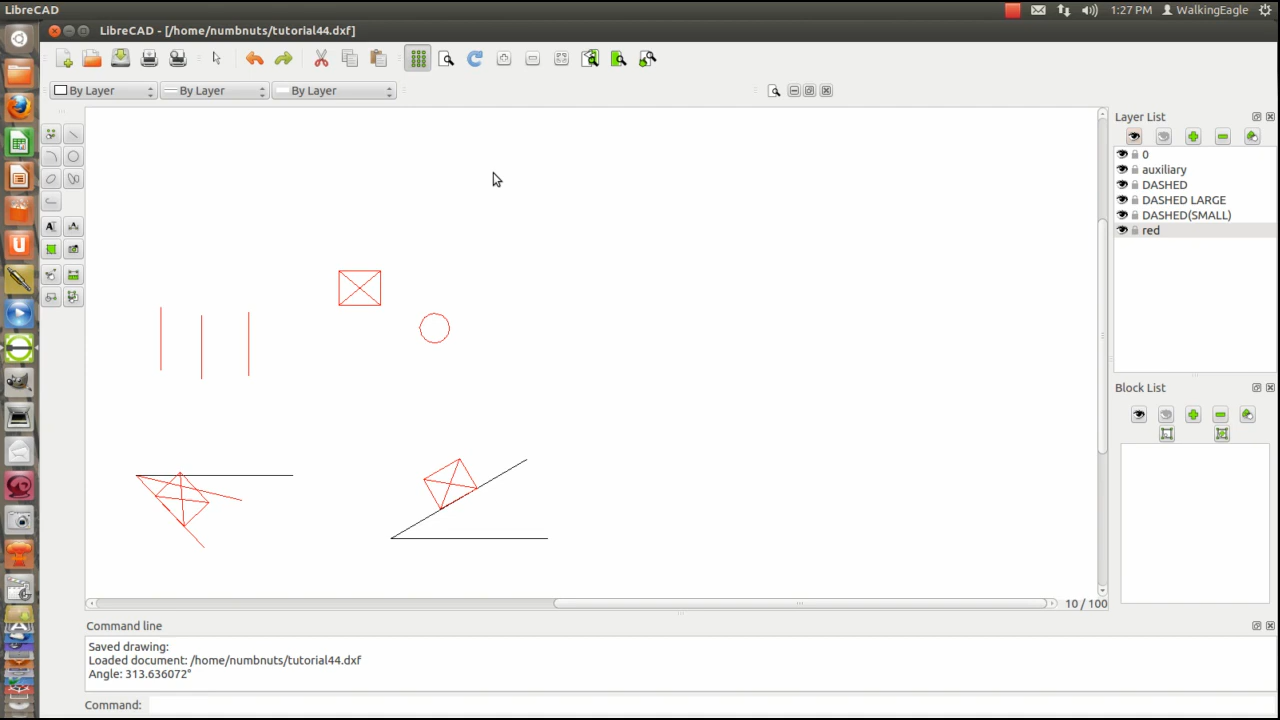 LibreCAD
1:27 PM
WalkingEagle
LibreCAD - [/home/numbnuts/tutorial44.dxf]
By Layer
By Layer
By Layer
Layer List
0
auxiliary
DASHED
DASHED LARGE
DASHED(SMALL)
red
Block List
10 / 100
Command line
Saved drawing:
Loaded document: /home/numbnuts/tutorial44.dxf
Angle: 313.636072°
Command: